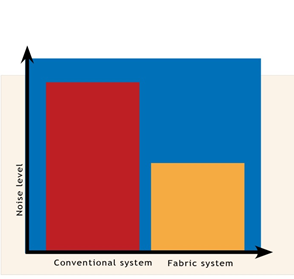 Noise level
Conventional system
Fabric system